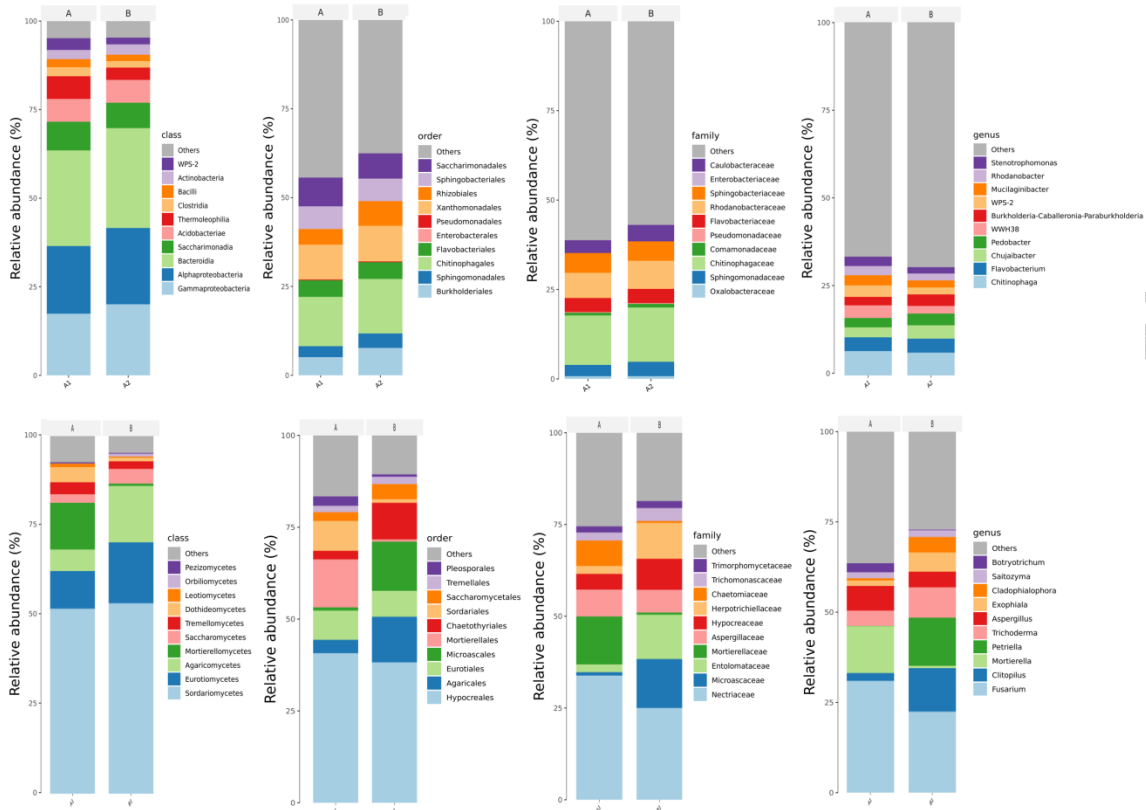 A B
Relative abundance (%)
100
75
50
25
0
A1 A2
class
Others
WPS-2
Actinobacteria
Bacilli
Clostridia
Thermoleophilia
Acidobacteriae
Saccharimonadia
Bacteroidia
Alphaproteobacteria
Gammaproteobacteria
A B
Relative abundance (%)
100
75
50
25
0
A1 A2
order
Others
Saccharimonadales
Sphingobacteriales
Rhizobiales
Xanthomonadales
Pseudomonadales
Enterobacterales
Flavobacteriales
Chitinophagales
Sphingomonadales
Burkholderiales
A B
Relative abundance (%)
100
75
50
25
0
A1 A2
family
Others
Caulobacteraceae
Enterobacteriaceae
Sphingobacteriaceae
Rhodanobacteraceae
Flavobacteriaceae
Pseudomonadaceae
Comamonadaceae
Chitinophagaceae
Sphingomonadaceae
Oxalobacteraceae
A B
Relative abundance (%)
100
75
50
25
0
A1 A2
genus
Others
Stenotrophomonas
Rhodanobacter
Mucilaginibacter
WPS-2
Burkholderia-Caballeronia-Paraburkholderia
WWH38
Pedobacter
Chujaibacter
Flavobacterium
Chitinophaga
A B
Relative abundance (%)
100
75
50
25
0
class
Others
Pezizomycetes
Orbiliomycetes
Leotiomycetes
Dothideomycetes
Tremellomycetes
Saccharomycetes
Mortierellomycetes
Agaricomycetes
Eurotiomycetes
Sordariomycetes
A B
Relative abundance (%)
100
75
50
25
0
order
Others
Pleosporales
Tremellales
Saccharomycetales
Sordariales
Chaetothyriales
Mortierellales
Microascales
Eurotiales
Agaricales
Hypocreales
A B
Relative abundance (%)
100
75
50
25
0
family
Others
Trimorphomycetaceae
Trichomonascaceae
Chaetomiaceae
Herpotrichiellaceae
Hypocreaceae
Aspergillaceae
Mortierellaceae
Entolomataceae
Microascaceae
Nectriaceae
A B
Relative abundance (%)
100
75
50
25
0
genus
Others
Botryotrichum
Saitozyma
Cladophialophora
Exophiala
Aspergillus
Trichoderma
Petriella
Mortierella
Clitopilus
Fusarium